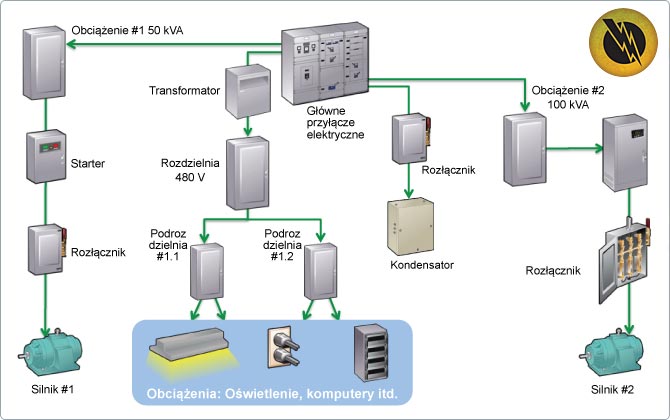 Obciążenie #1 50 kVA
Transformator
Główne
przyłącze
elektryczne
Obciążenie #2
100 kVA
Starter
Rozdzielnia
480 V
Rozłącznik
Rozłącznik
Podroz
dzielnia
#1.1
Podroz
dzielnia
#1.2
Kondensator
Rozłącznik
Silnik #1
Obciążenia: Oświetlenie, komputery itd.
Silnik #2